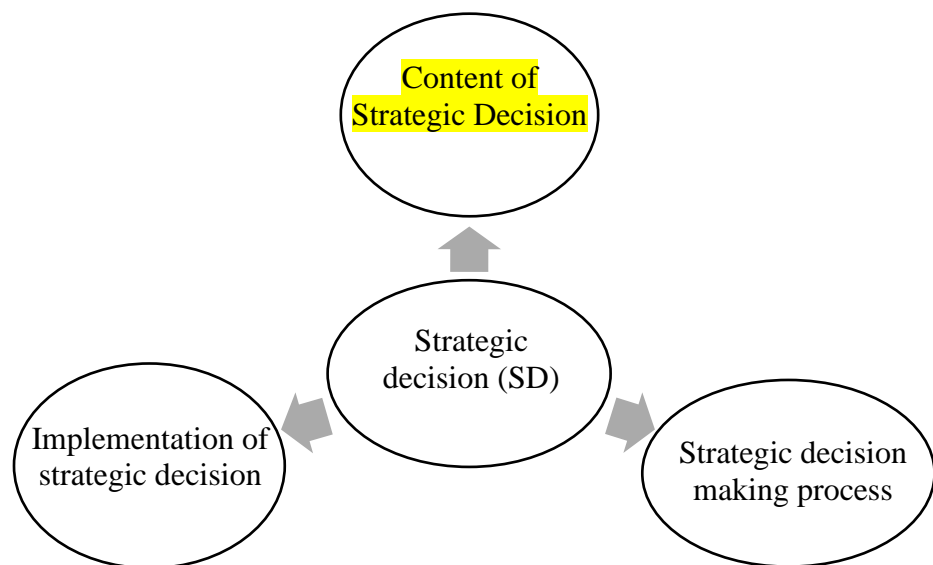 Content of
Strategic Decision
Strategic
decision (SD)
Implementation of
strategic decision
Strategic decision
making process